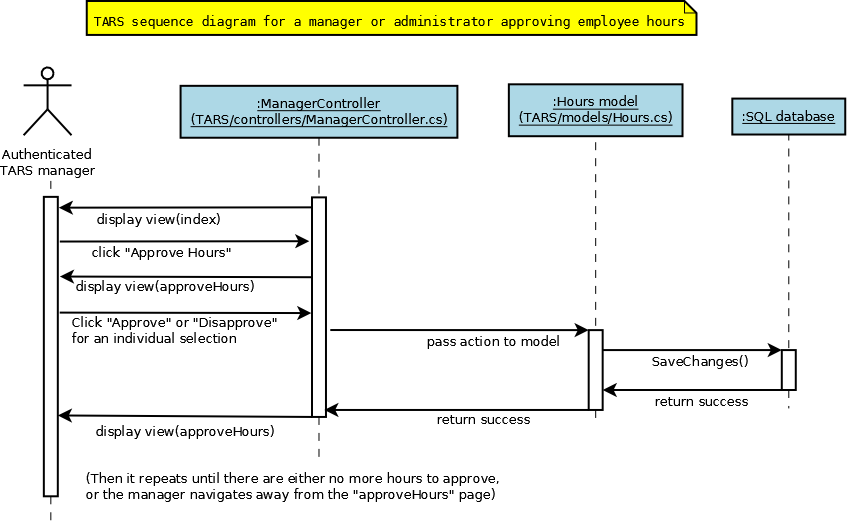 TARS sequence diagram for a manager or administrator approving employee hours
:ManagerController
(TARS/controllers/ManagerController.cs)
:Hours model
(TARS/models/Hours.cs)
:SQL database
Authenticated
TARS manager
display view(index)
click "Approve Hours"
display view(approveHours)
Click "Approve" or "Disapprove"
for an individual selection
pass action to model
SaveChanges()
return success
return success
display view(approveHours)
(Then it repeats until there are either no more hours to approve,
or the manager navigates away from the "approveHours" page)